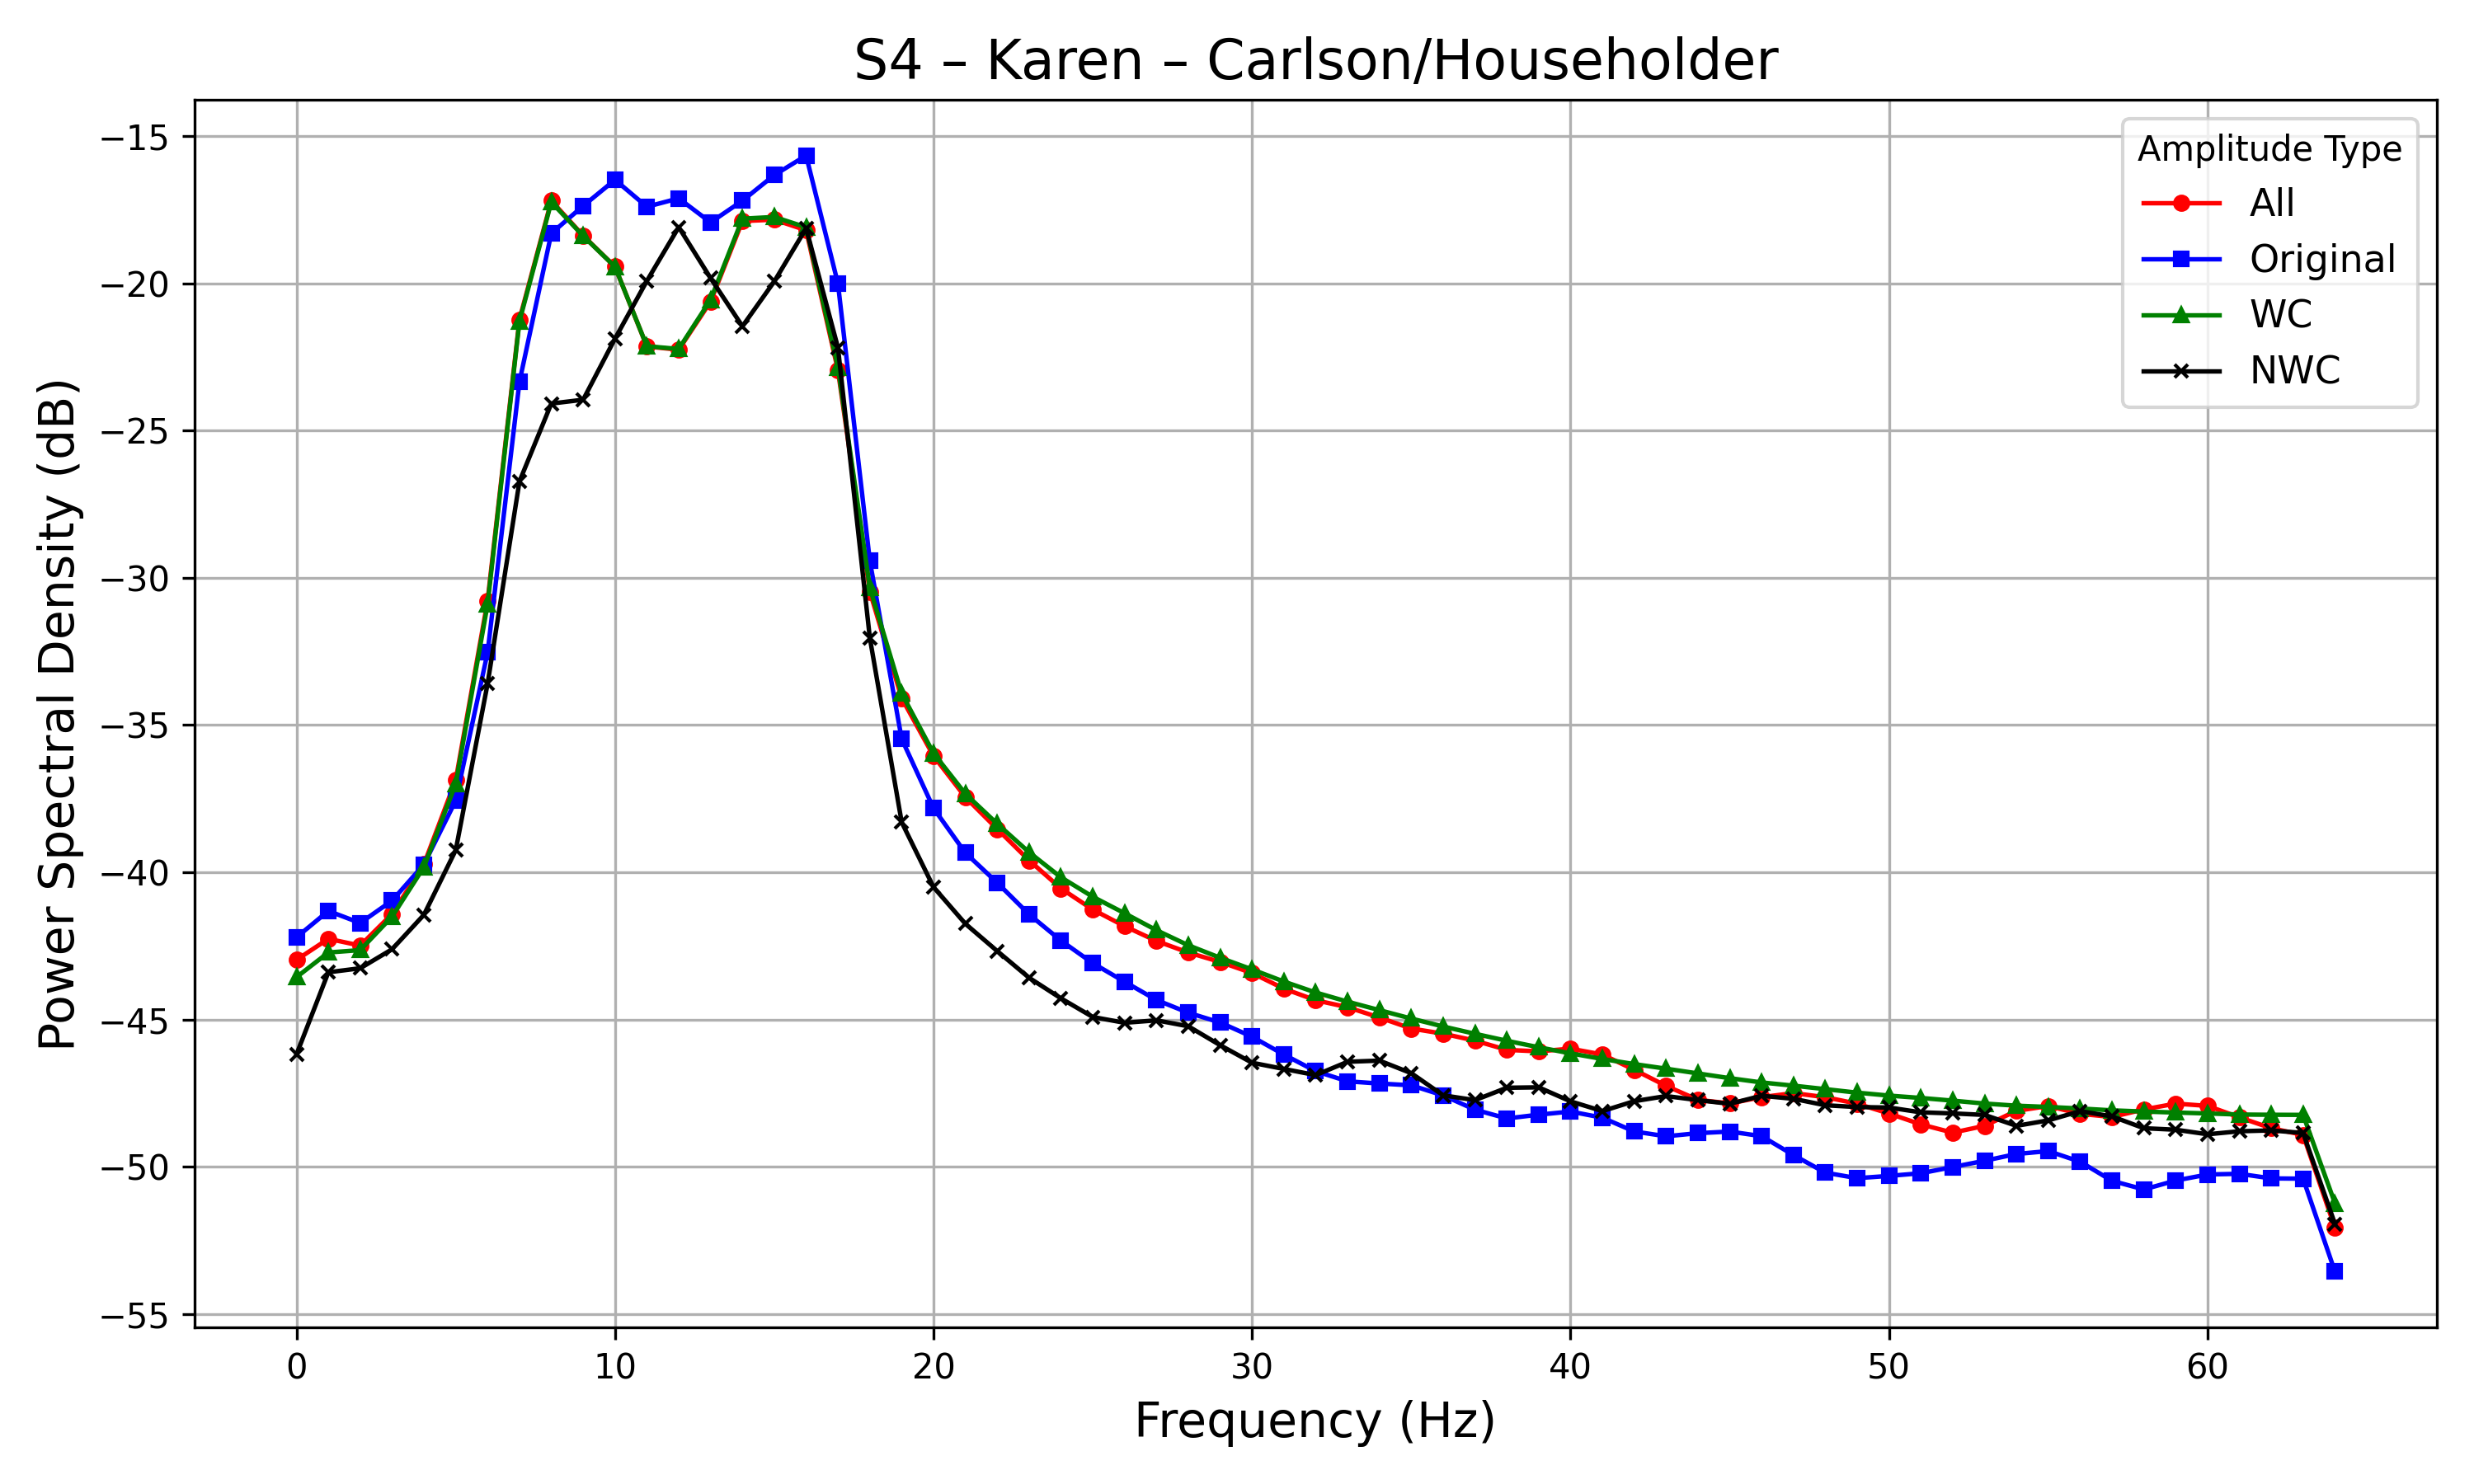 S4 – Karen – Carlson/Householder
Power Spectral Density (dB)
−15
−20
−25
−30
−35
−40
−45
−50
−55
Amplitude Type
All
Original
WC
NWC
0 10 20 30 40 50 60
Frequency (Hz)